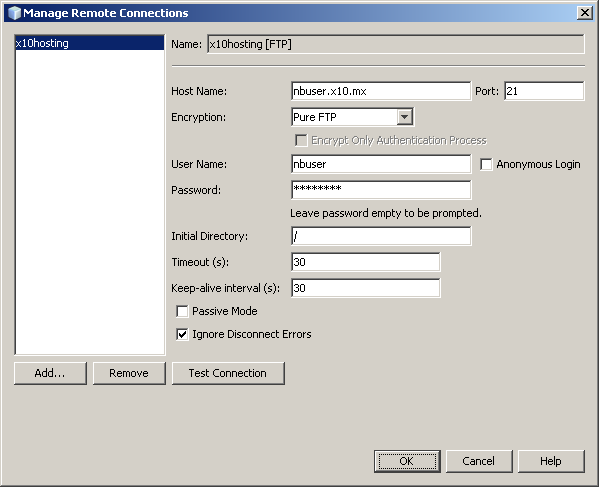 Manage Remote Connections
x10hosting
Name: x10hosting [FTP]
Host Name: nbuser.x10.mx Port: 21
Encryption: Pure FTP
Encrypt Only Authentication Process
User Name: nbuser Anonymous Login
Password: ********
Leave password empty to be prompted.
Initial Directory: /
Timeout (s): 30
Keep-alive interval (s): 30
Passive Mode
Ignore Disconnect Errors
Add... Remove Test Connection
OK Cancel Help